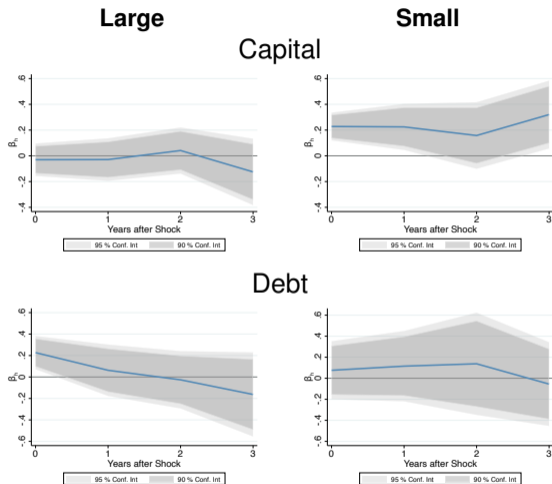 Large Small
Capital
.6 .4 .2 0 -.2 -.4
βh
0 1 2 3
Years after Shock
95 % Conf. Int 90 % Conf. Int
.6 .4 .2 0 -.2 -.4
βh
0 1 2 3
Years after Shock
95 % Conf. Int 90 % Conf. Int
Debt
.6 .4 .2 0 -.2 -.4 -.6
βh
0 1 2 3
Years after Shock
95 % Conf. Int 90 % Conf. Int
.6 .4 .2 0 -.2 -.4 -.6
βh
0 1 2 3
Years after Shock
95 % Conf. Int 90 % Conf. Int